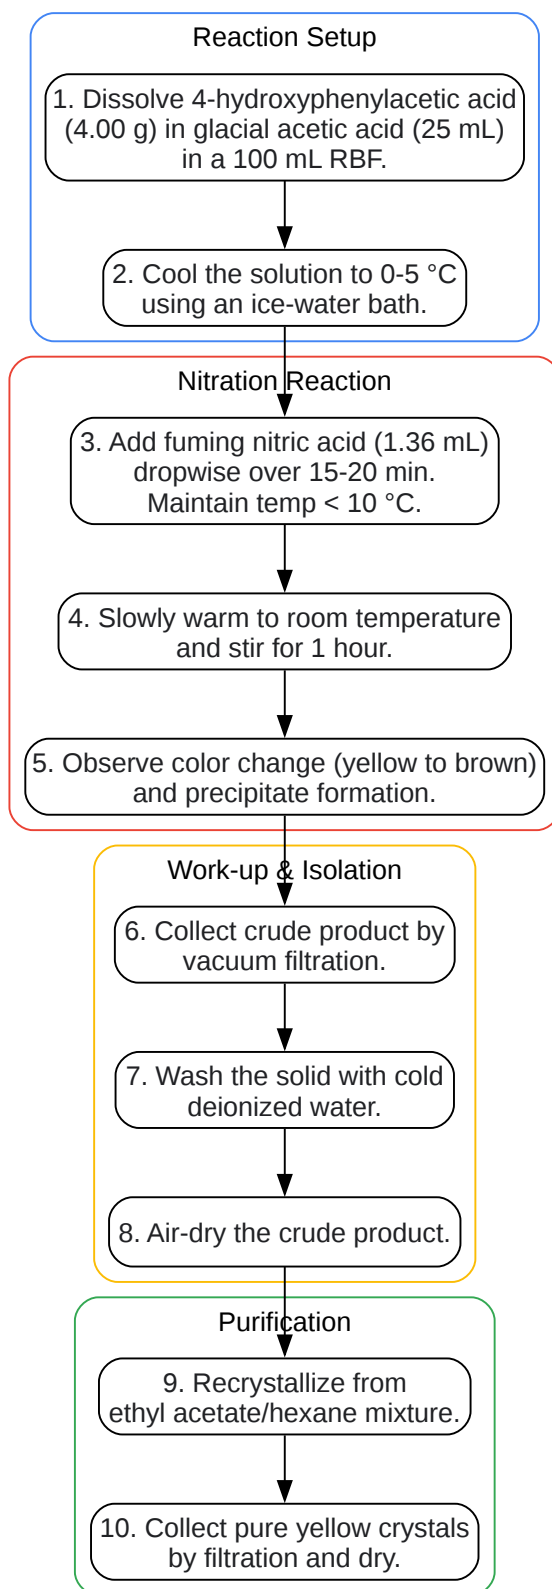 Reaction Setup
1. Dissolve 4-hydroxyphenylacetic acid
(4.00 g) in glacial acetic acid (25 mL)
in a 100 mL RBF.
2. Cool the solution to 0-5 °C
using an ice-water bath.
Nitration Reaction
3. Add fuming nitric acid (1.36 mL)
dropwise over 15-20 min.
Maintain temp < 10 °C.
4. Slowly warm to room temperature
and stir for 1 hour.
5. Observe color change (yellow to brown)
and precipitate formation.
Work-up & Isolation
6. Collect crude product by
vacuum filtration.
7. Wash the solid with cold
deionized water.
8. Air-dry the crude product.
Purification
9. Recrystallize from
ethyl acetate/hexane mixture.
10. Collect pure yellow crystals
by filtration and dry.